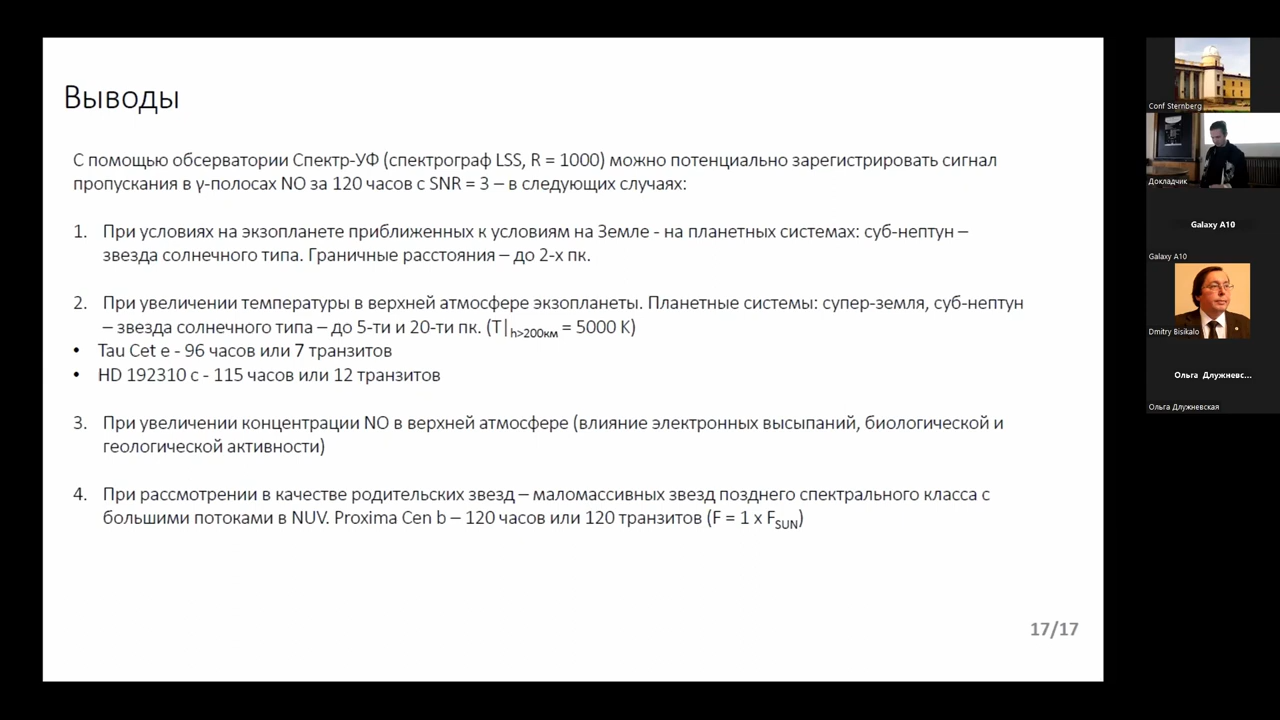 Выводы
С помощью обсерватории Спектр-УФ (спектрограф LSS, R = 1000) можно потенциально зарегистрировать сигнал
пропускания в γ-полосах NO за 120 часов с SNR = 3 – в следующих случаях:
1. При условиях на экзопланете приближенных к условиям на Земле - на планетных системах: суб-нептун –
звезда солнечного типа. Граничные расстояния – до 2-х пк.
2. При увеличении температуры в верхней атмосфере экзопланеты. Планетные системы: супер-земля, суб-нептун
– звезда солнечного типа – до 5-ти и 20-ти пк. (T|h>200км = 5000 K)
• Tau Cet e - 96 часов или 7 транзитов
• HD 192310 c - 115 часов или 12 транзитов
3. При увеличении концентрации NO в верхней атмосфере (влияние электронных высыпаний, биологической и
геологической активности)
4. При рассмотрении в качестве родительских звезд – маломассивных звезд позднего спектрального класса с
большими потоками в NUV. Proxima Cen b – 120 часов или 120 транзитов (F = 1 x FSUN)
17/17
Conf Sternberg
Докладчик
Galaxy A10
Galaxy A10
Dmitry Bisikalo
Ольга Длужневс...
Ольга Длужневская